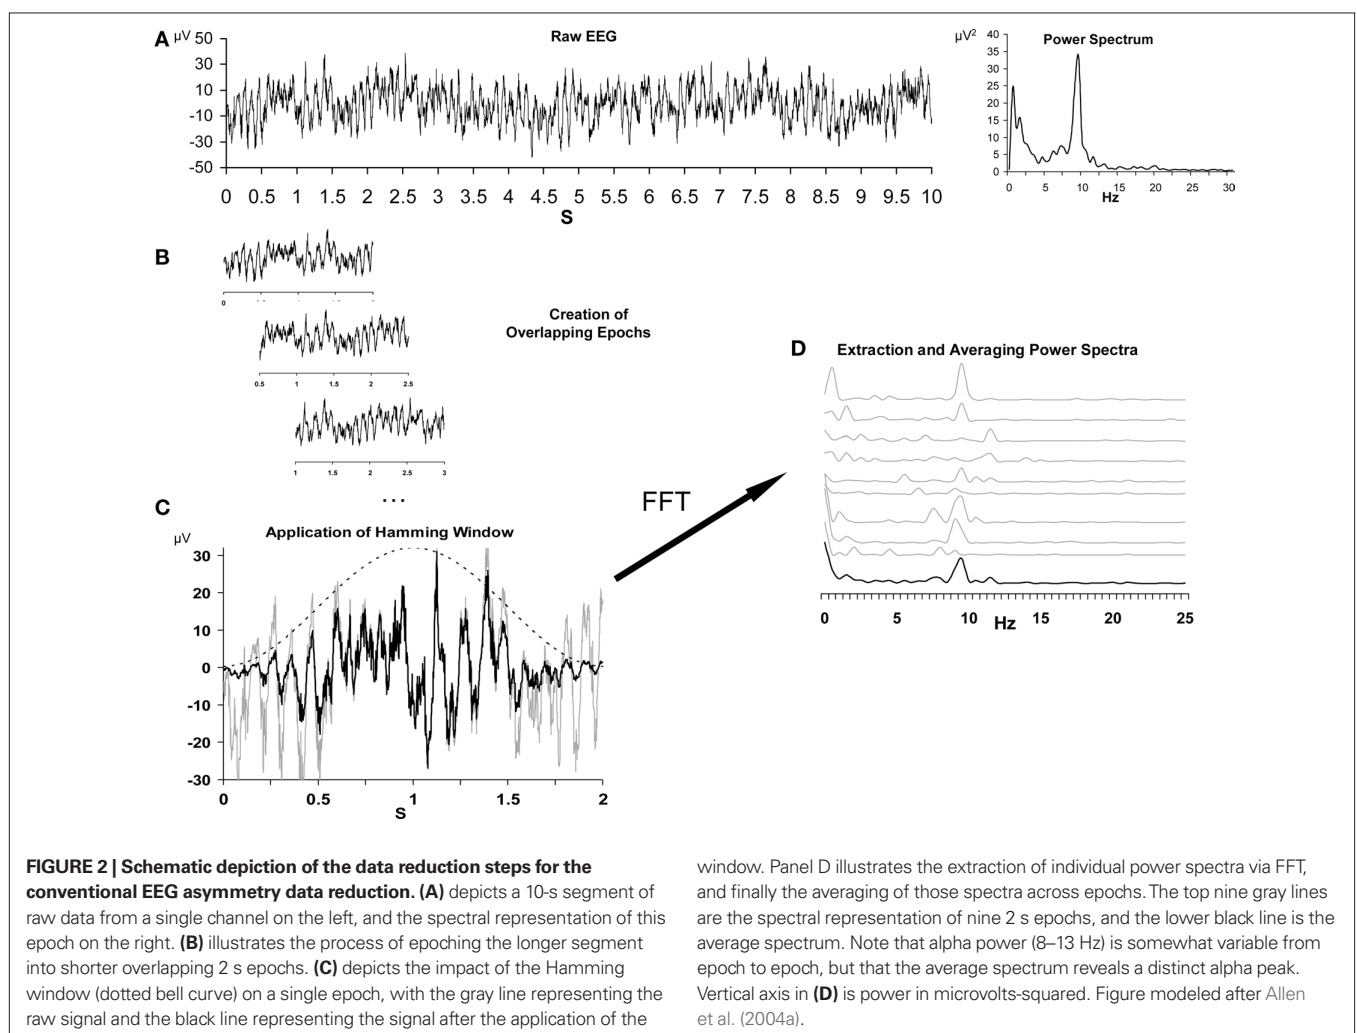 A
µV
Raw EEG
50
30
10
-10
-30
-50
0 0.5 1 1.5 2 2.5 3 3.5 4 4.5 5 5.5 6 6.5 7 7.5 8 8.5 9 9.5 10
S
µV2
Power Spectrum
40
35
30
25
20
15
10
5
0
0 5 10 15 20 25 30
Hz
B
0
Creation of
Overlapping Epochs
0.5 1 1.5 2 2.5
1 1.5 2 2.5 3
...
C
Application of Hamming Window
µV
30
20
10
0
-10
-20
-30
0 0.5 1 1.5 2
S
FFT
D
Extraction and Averaging Power Spectra
0 5 10 15 20 25
Hz
FIGURE 2 | Schematic depiction of the data reduction steps for the
conventional EEG asymmetry data reduction. (A) depicts a 10-s segment of
raw data from a single channel on the left, and the spectral representation of this
epoch on the right. (B) illustrates the process of epoching the longer segment
into shorter overlapping 2 s epochs. (C) depicts the impact of the Hamming
window (dotted bell curve) on a single epoch, with the gray line representing the
raw signal and the black line representing the signal after the application of the
window. Panel D illustrates the extraction of individual power spectra via FFT,
and finally the averaging of those spectra across epochs. The top nine gray lines
are the spectral representation of nine 2 s epochs, and the lower black line is the
average spectrum. Note that alpha power (8–13 Hz) is somewhat variable from
epoch to epoch, but that the average spectrum reveals a distinct alpha peak.
Vertical axis in (D) is power in microvolts-squared. Figure modeled after Allen
et al. (2004a).